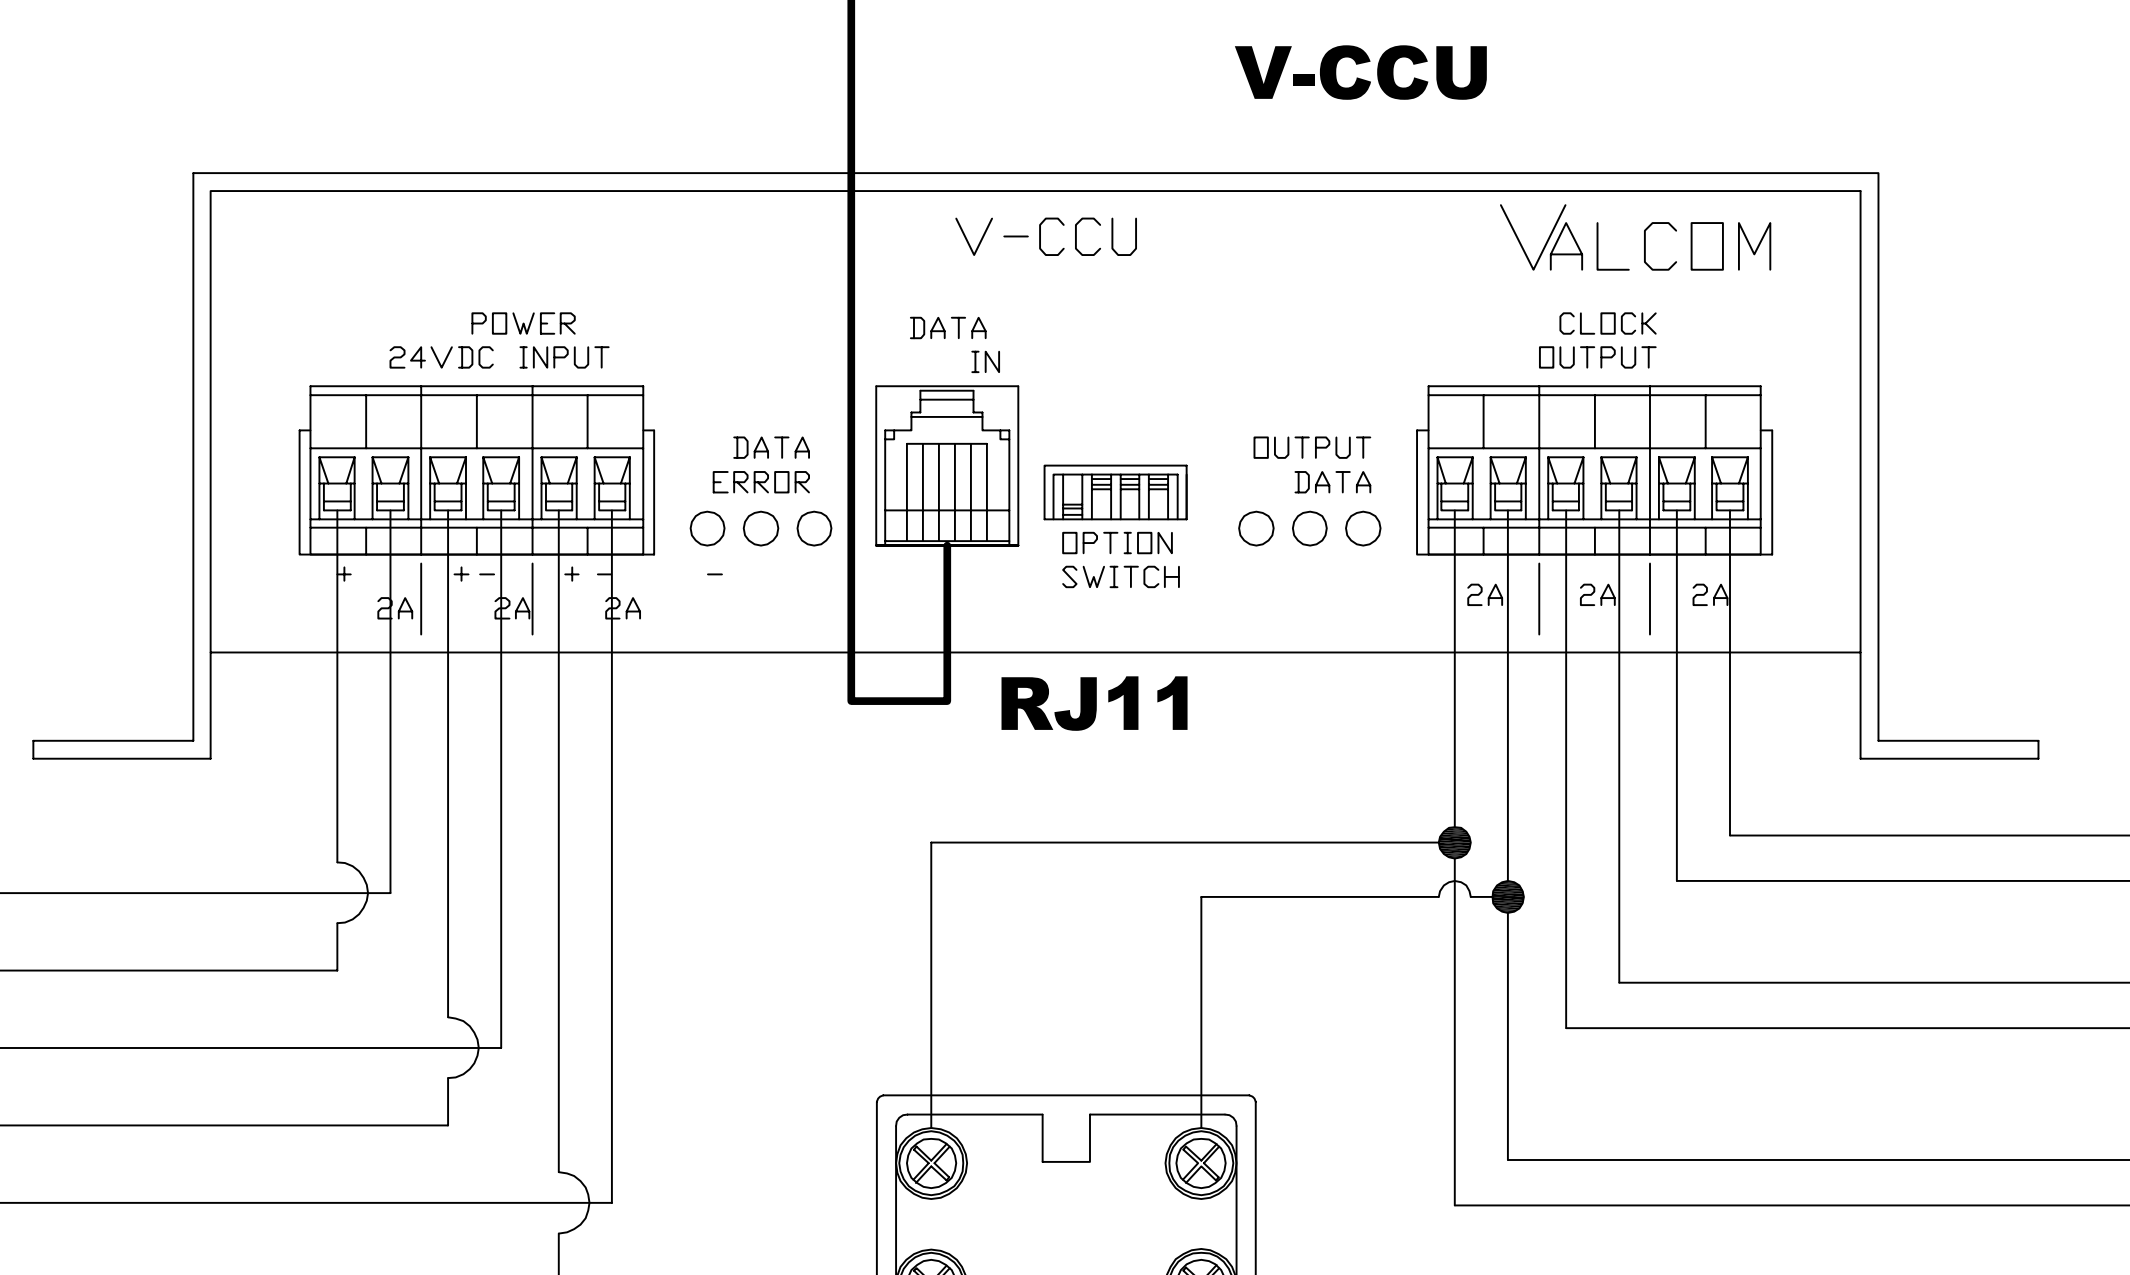 V-CCU
V-CCU
VALCOM
POWER
24VDC INPUT
DATA
IN
CLOCK
OUTPUT
DATA
ERROR
OUTPUT
DATA
OPTION
SWITCH
+ + - + - -
2A 2A 2A
2A 2A 2A
RJ11